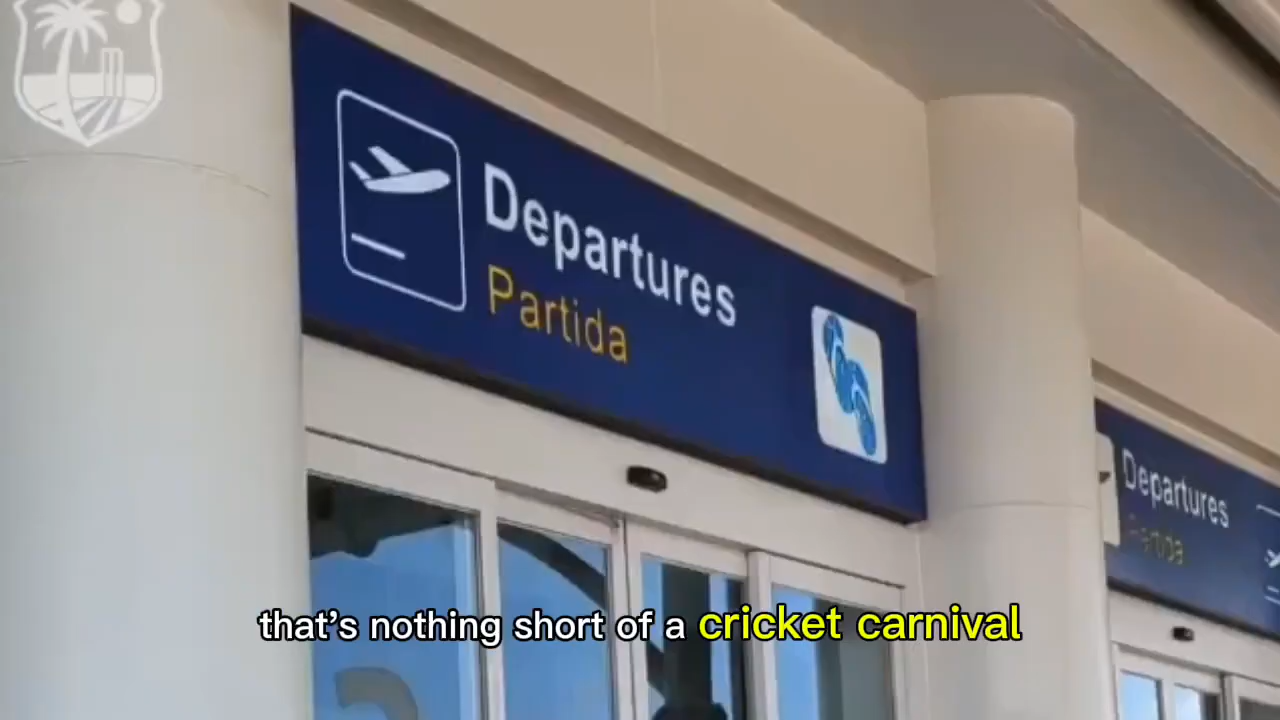 Departures
Partida
Departures
Partida
that's nothing short of a cricket carnival